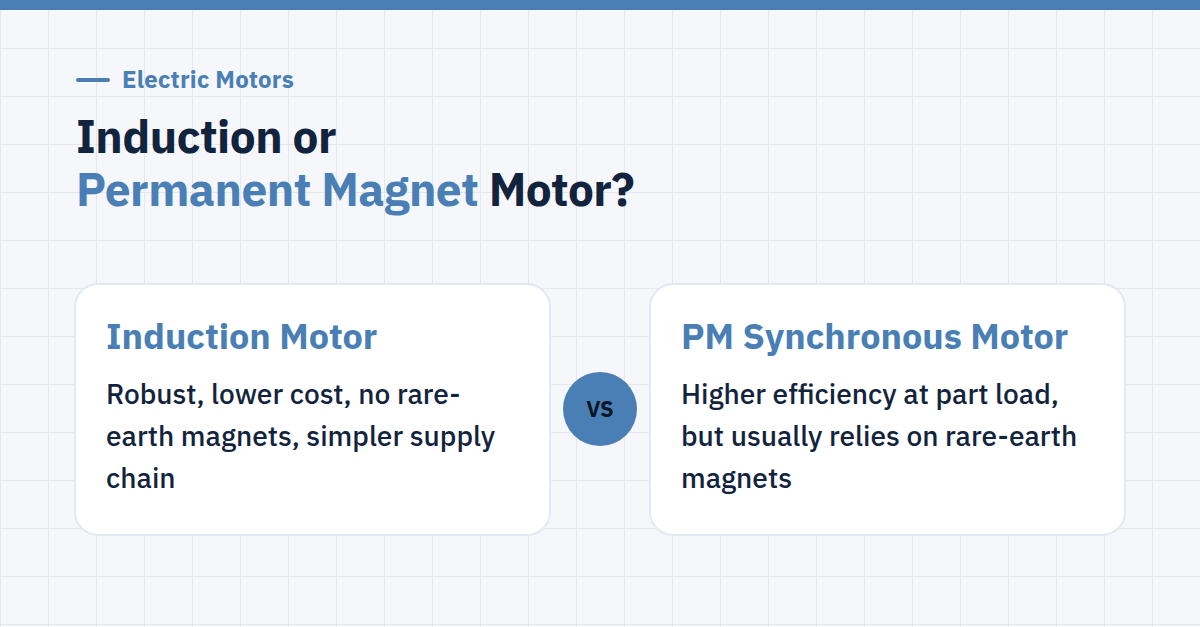 Electric Motors
Induction or
Permanent Magnet Motor?
Induction Motor
Robust, lower cost, no rare-
earth magnets, simpler supply
chain
VS
PM Synchronous Motor
Higher efficiency at part load,
but usually relies on rare-earth
magnets